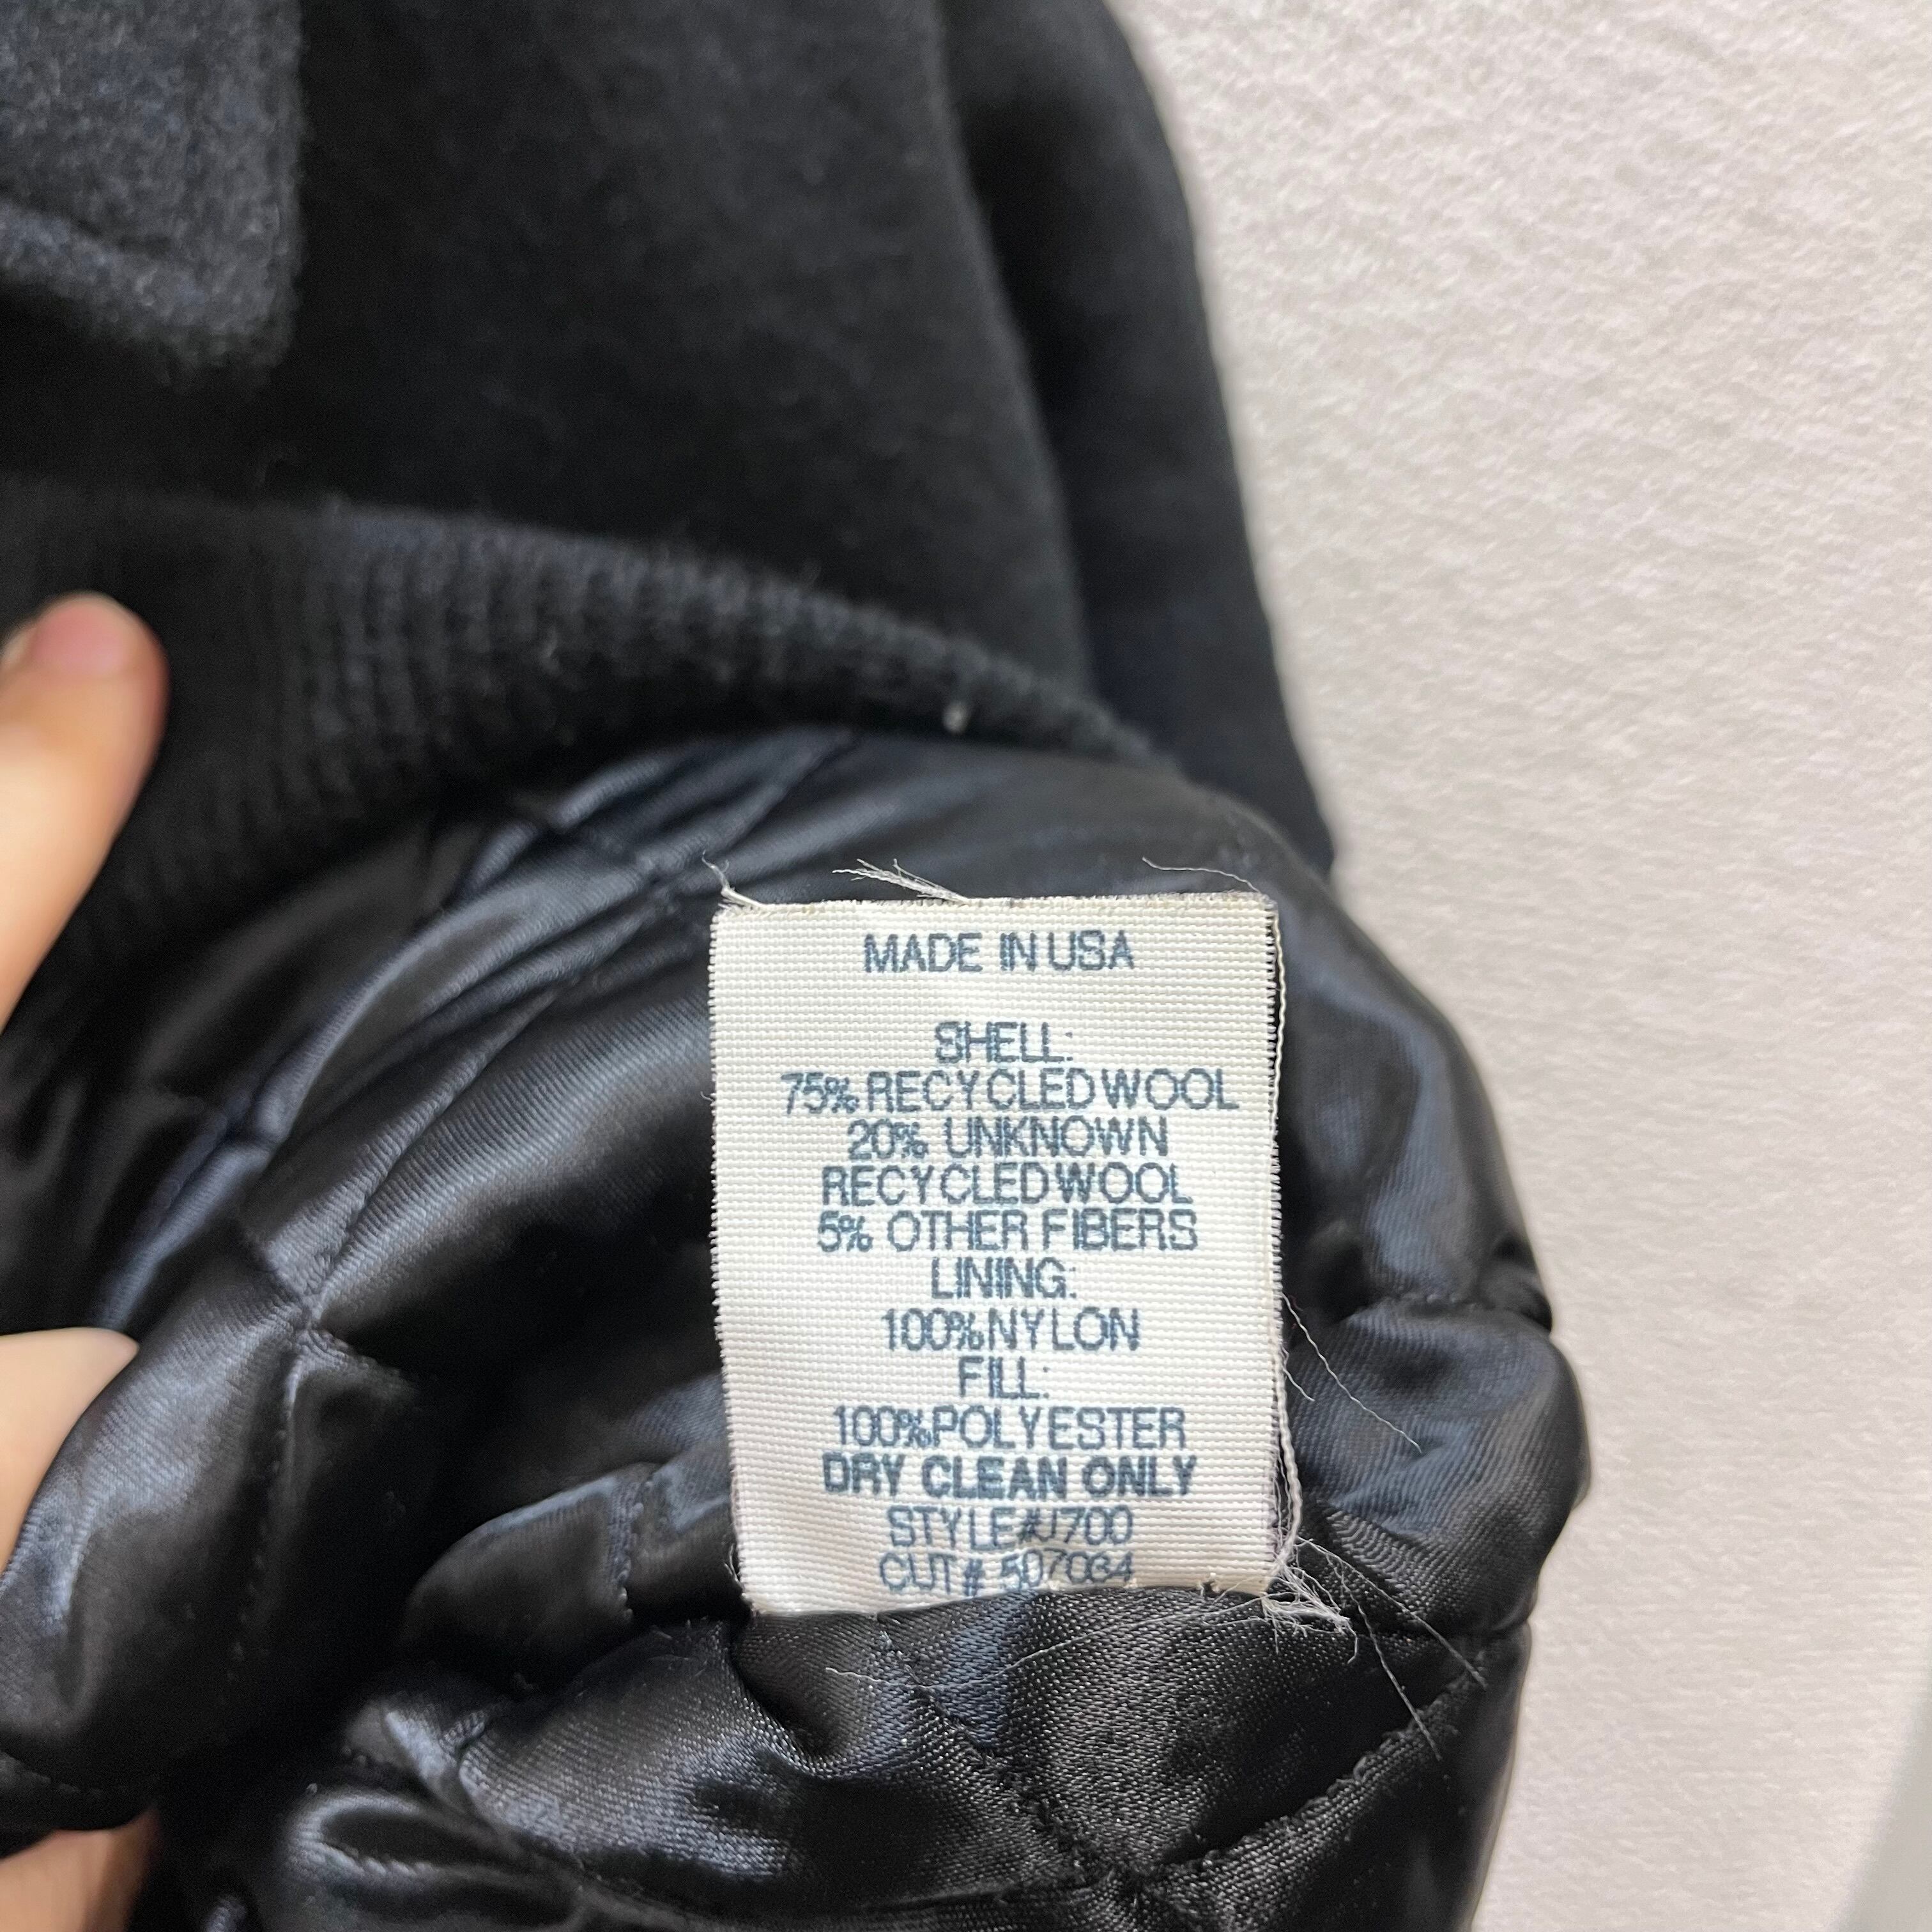 MADE IN USA
SHELL:
75% RECYCLED WOOL
20% UNKNOWN
RECYCLED WOOL
5% OTHER FIBERS
LINING:
100% NYLON
FILL:
100% POLYESTER
DRY CLEAN ONLY
STYLE# J700
CUT# 507034